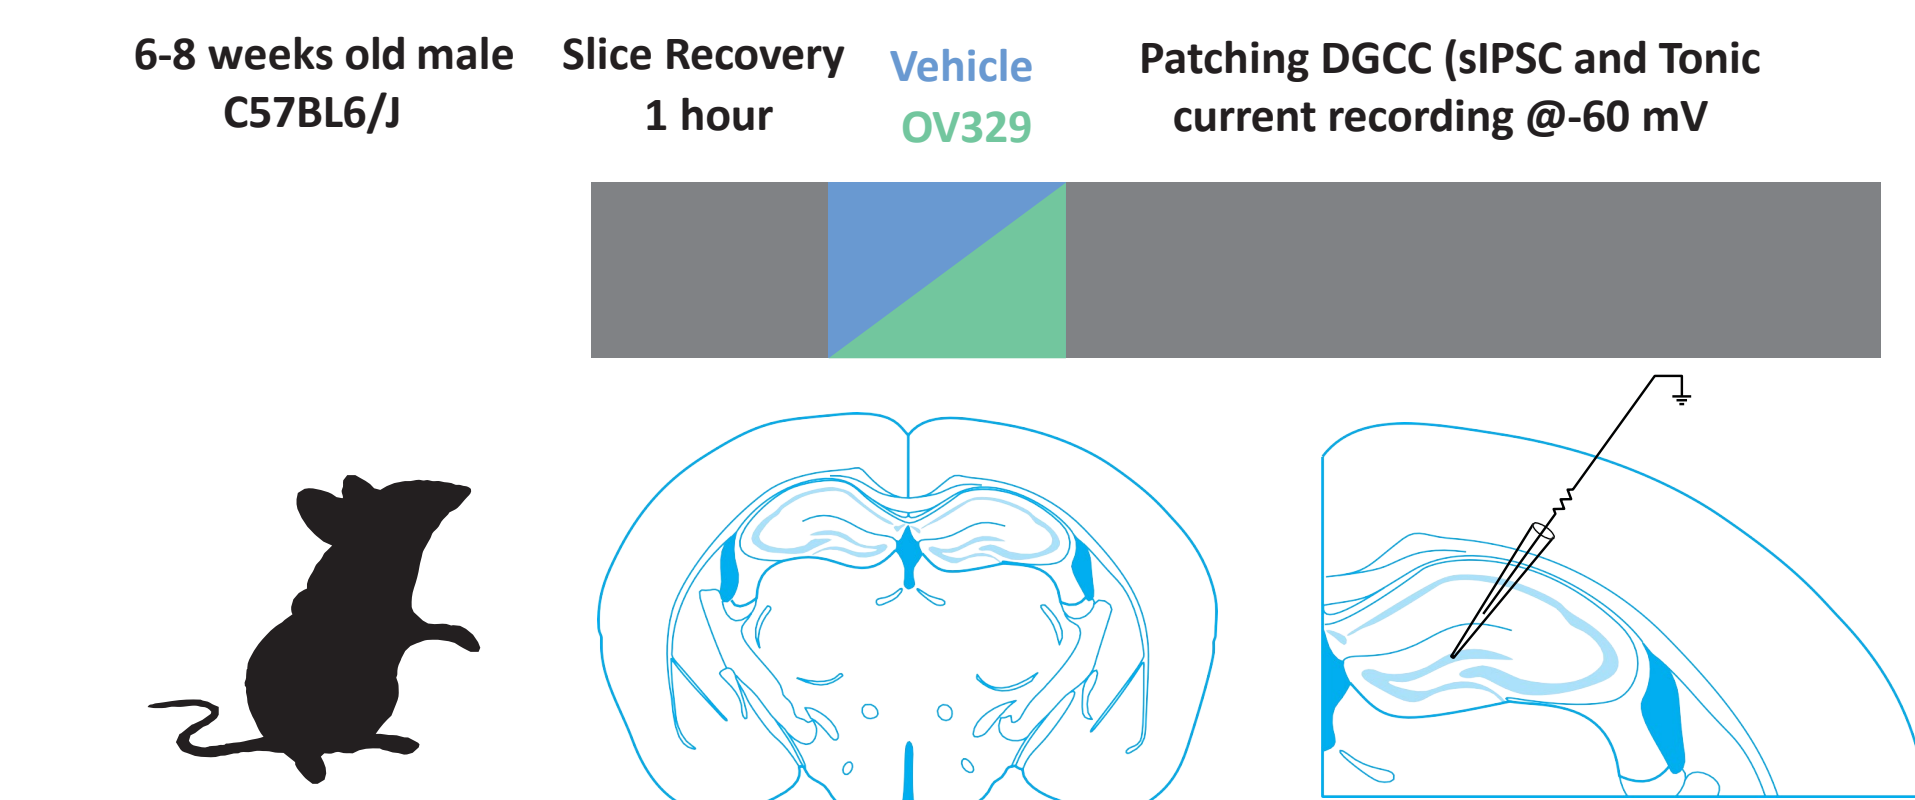 6-8 weeks old male
C57BL6/J
Slice Recovery
1 hour
Vehicle
OV329
Patching DGCC (sIPSC and Tonic
current recording @-60 mV